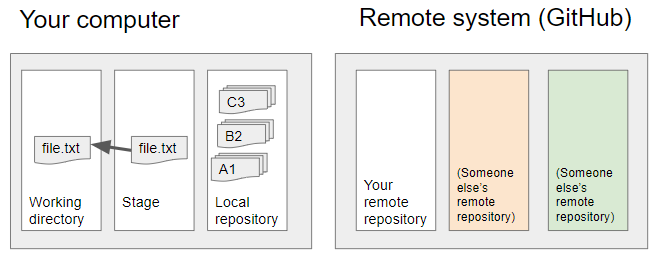 Your computer
Remote system (GitHub)
C3
B2
A1
file.txt
file.txt
Working
directory
Stage
Local
repository
Your
remote
repository
(Someone
else's
remote
repository)
(Someone
else's
remote
repository)